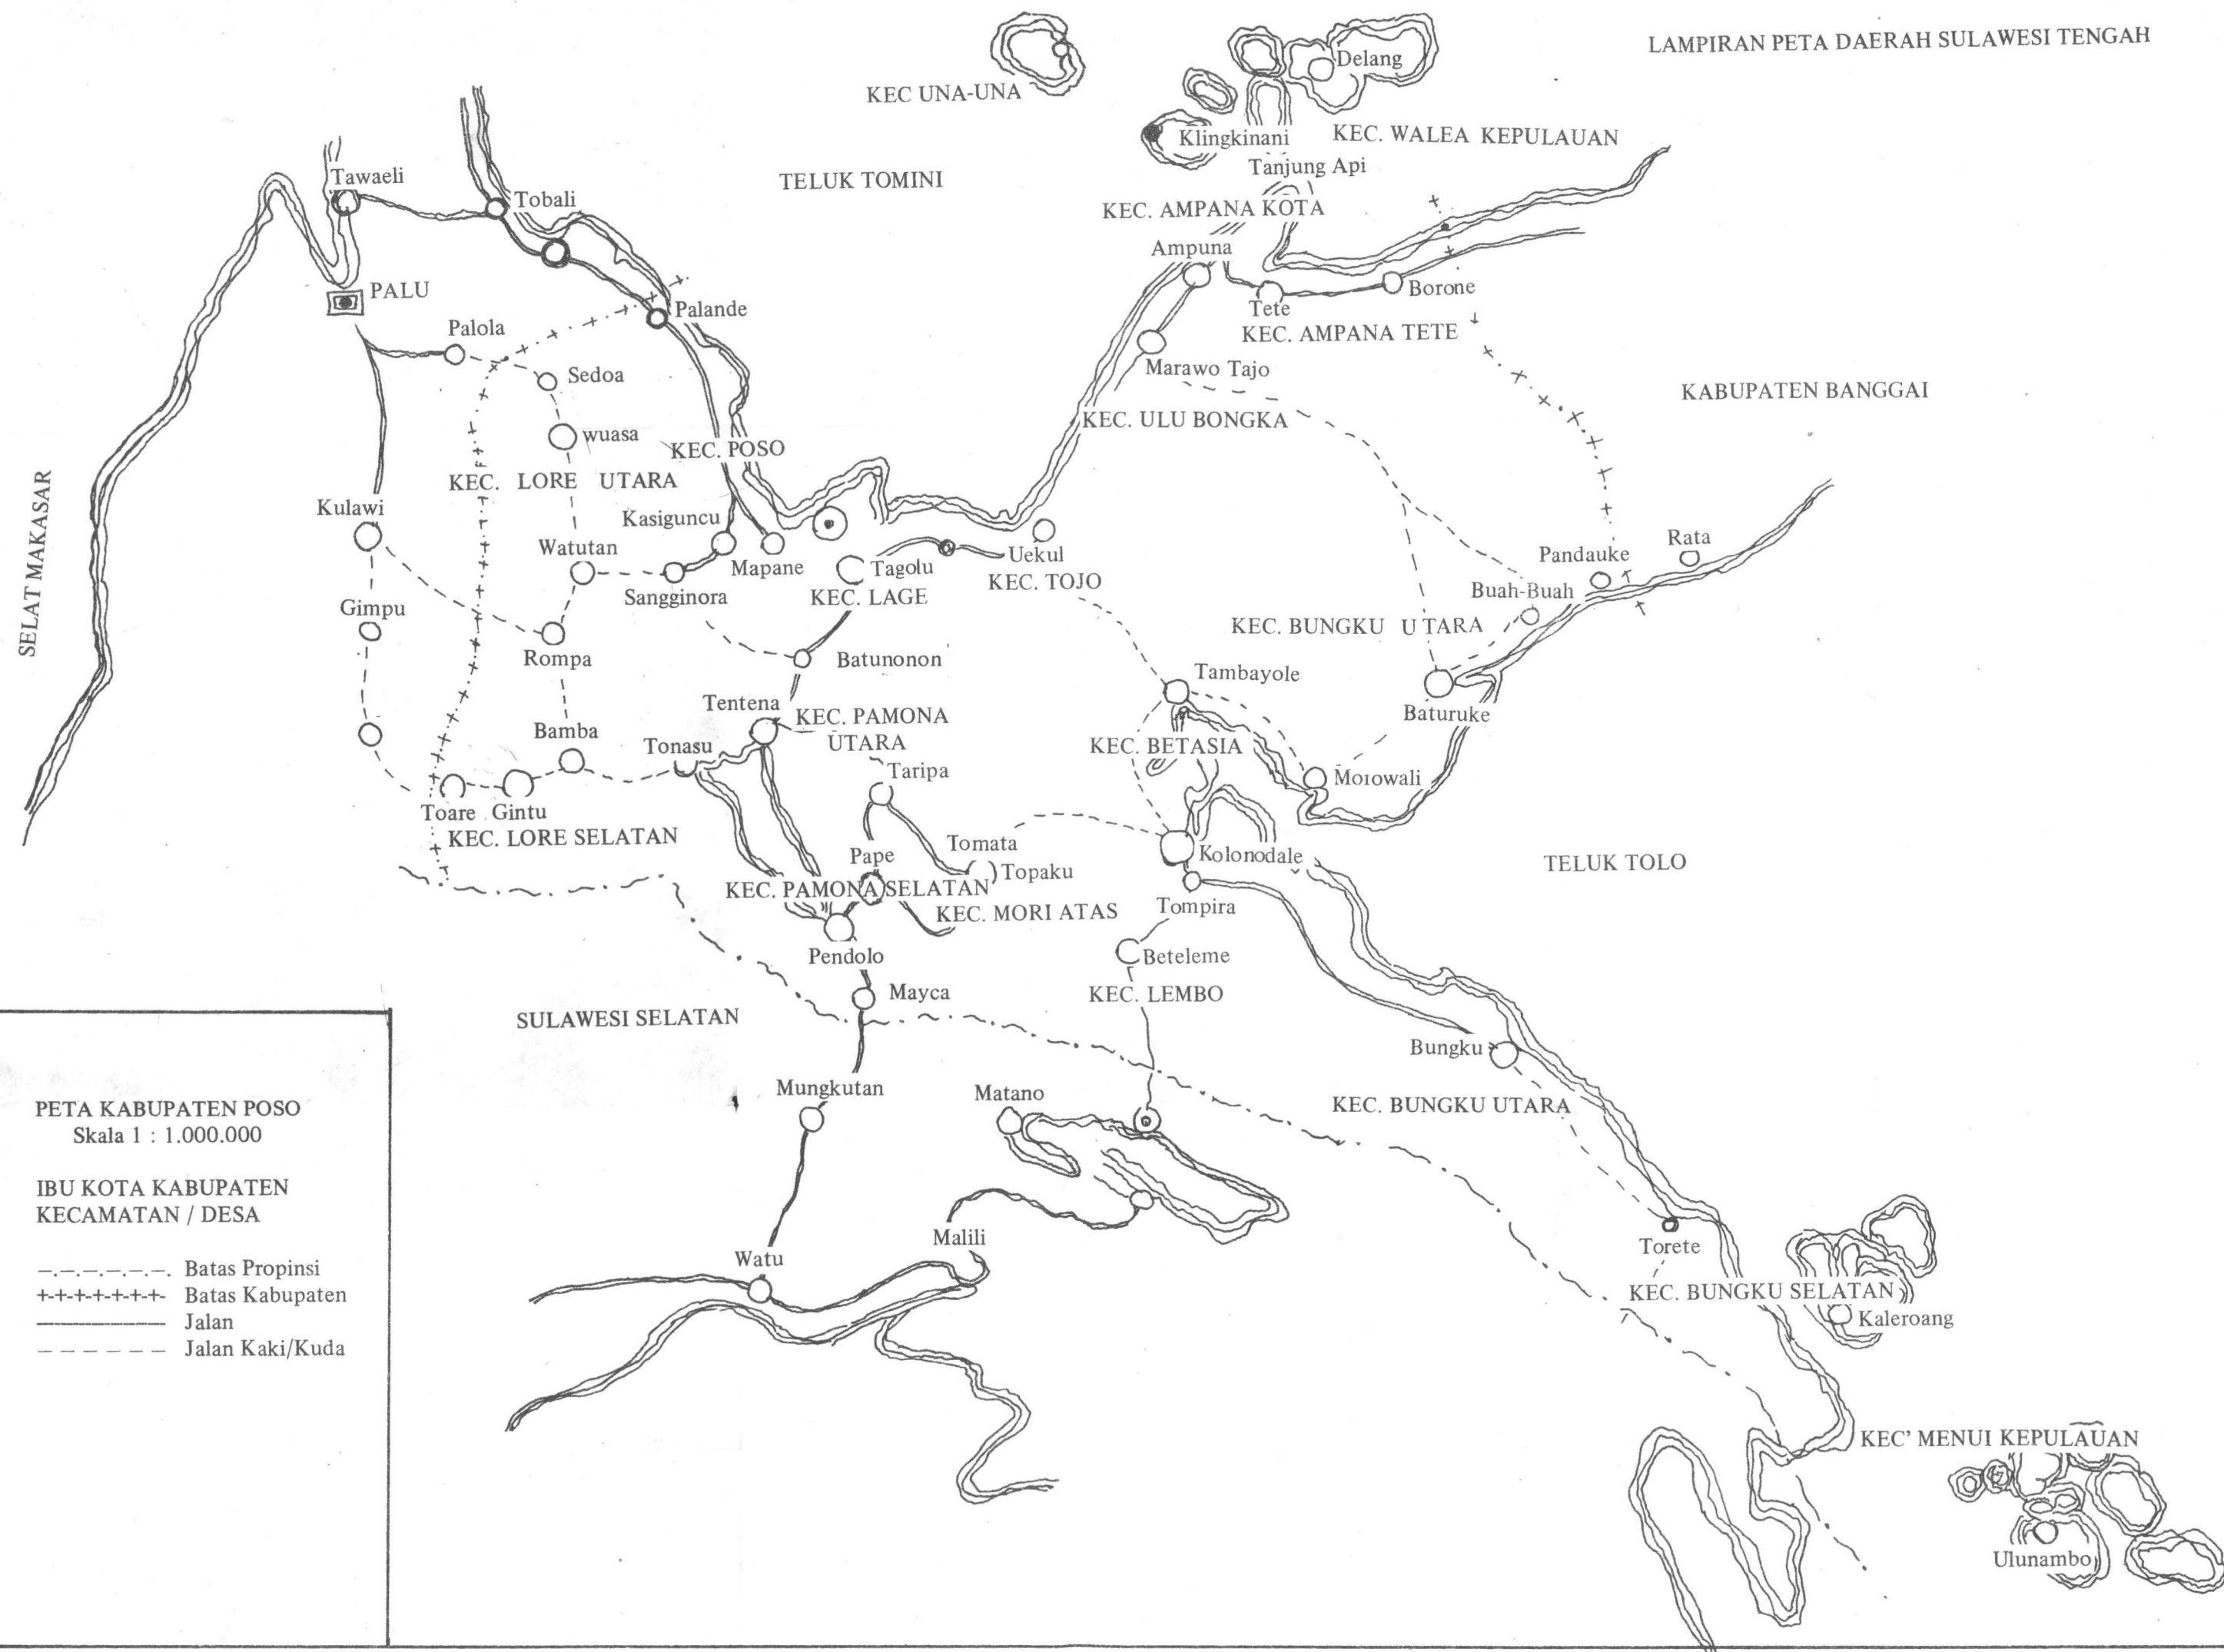 LAMPIRAN PETA DAERAH SULAWESI TENGAH
Delang
KEC UNA-UNA
Klingkinani
KEC. WALEA KEPULAUAN
Tanjung Api
Tawaeli
TELUK TOMINI
Tobali
KEC. AMPANA KOTA
Ampuna
PALU
Borone
Palande
Tete
Palola
KEC. AMPANA TETE
Sedoa
Marawo Tajo
KABUPATEN BANGGAI
KEC. ULU BONGKA
wuasa
KEC. POSO
KEC. LORE UTARA
Kulawi
Kasiguncu
SELAT MAKASAR
Watutan
Rata
Uekul
Pandauke
Mapane
Tagolu
KEC. TOJO
Sangginora
KEC. LAGE
Buah-Buah
Gimpu
KEC. BUNGKU UTARA
Rompa
Batunonon
Tambayole
Tentena
KEC. PAMONA
UTARA
Baturuke
Bamba
Tonasu
KEC. BETASIA
Taripa
Morowali
Toare
Gintu
KEC. LORE SELATAN
Tomata
Pape
Kolonodale
TELUK TOLO
Topaku
KEC. PAMONA SELATAN
KEC. MORI ATAS
Tompira
Pendolo
Beteleme
Mayca
KEC. LEMBO
SULAWESI SELATAN
Bungku
Mungkutan
Matano
KEC. BUNGKU UTARA
PETA KABUPATEN POSO
Skala 1 : 1.000.000
IBU KOTA KABUPATEN
KECAMATAN / DESA
Batas Propinsi
Batas Kabupaten
Jalan
Jalan Kaki/Kuda
Malili
Watu
Torete
KEC. BUNGKU SELATAN
Kaleroang
KEC' MENUI KEPULAUAN
Ulunambo